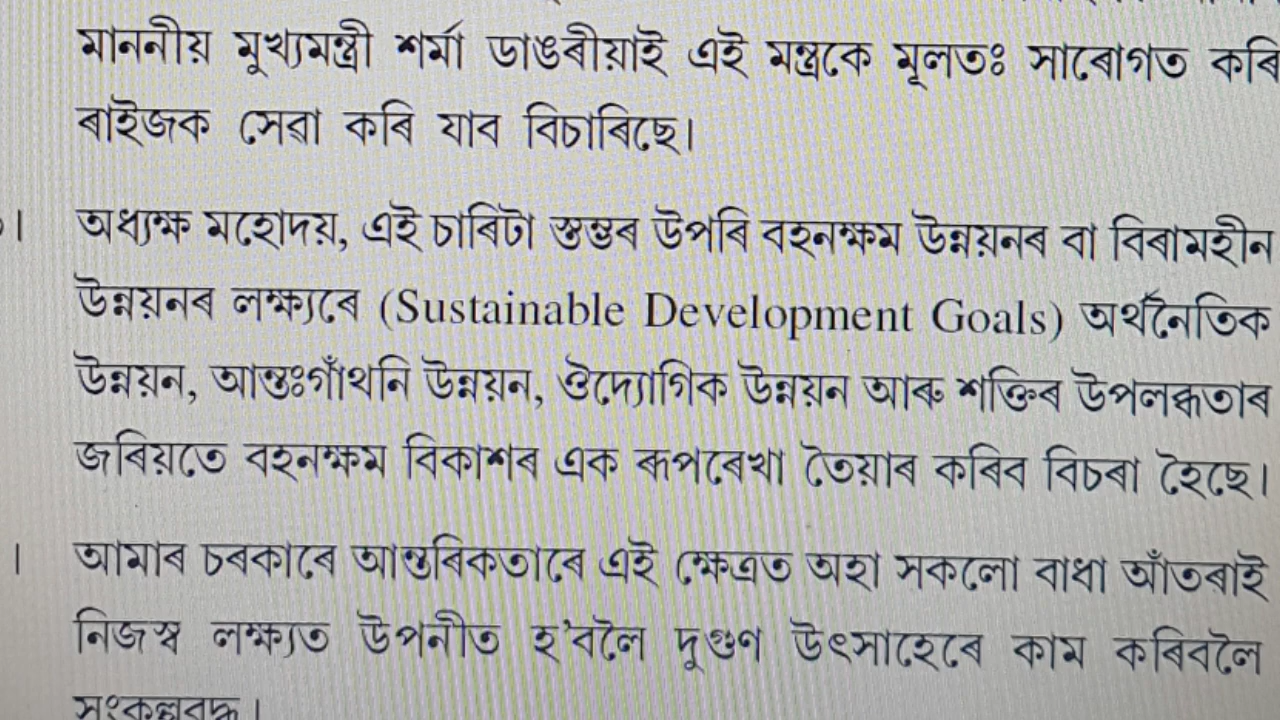 মাননীয় মূখ্যমন্ত্ৰী শৰ্মা ডাঙৰীয়াই এই মন্ত্ৰকে মূলতঃ সাৰোগত কৰি
ৰাইজক সেৱা কৰি যাব বিচাৰিছে।
। অধ্যক্ষ মহোদয়, এই চাৰিটা স্তম্ভৰ উপৰি বহনক্ষম উন্নয়নৰ বা বিৰামহীন
উন্নয়নৰ লক্ষ্যৰে (Sustainable Development Goals) অৰ্থনৈতিক
উন্নয়ন, আন্তঃগাঁথনি উন্নয়ন, ঔদ্যোগিক উন্নয়ন আৰু শক্তিৰ উপলব্ধতাৰ
জৰিয়তে বহনক্ষম বিকাশৰ এক ৰূপৰেখা তৈয়াৰ কৰিব বিচৰা হৈছে।
। আমাৰ চৰকাৰে আন্তৰিকতাৰে এই ক্ষেত্ৰত অহা সকলো বাধা আঁতৰাই
নিজস্ব লক্ষ্যত উপনীত হ'বলৈ দূগুণ উৎসাহেৰে কাম কৰিবলৈ
সংকল্পবদ্ধ।